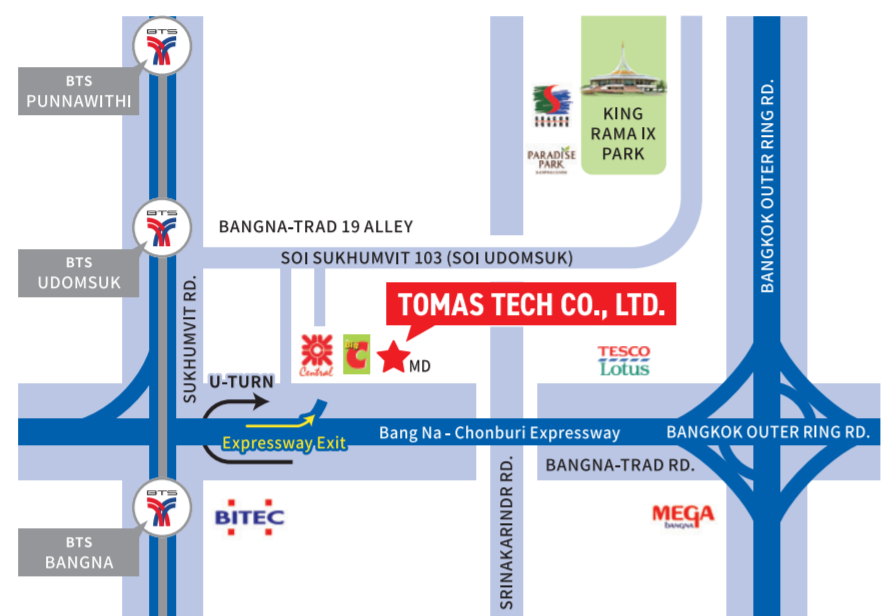 BTS
BTS
PUNNAWITHI
BTS
BTS
UDOMSUK
SUKHUMVIT RD.
BANGNA-TRAD 19 ALLEY
SOI SUKHUMVIT 103 (SOI UDOMSUK)
PARADISE
PARK
KING
RAMA IX
PARK
BANGKOK OUTER RING RD.
TOMAS TECH CO., LTD.
Central
Big
C
MD
TESCO
Lotus
U-TURN
Expressway Exit
Bang Na – Chonburi Expressway
BANGKOK OUTER RING RD.
BANGNA-TRAD RD.
SRINAKARINDR RD.
BTS
BTS
BANGNA
BITEC
MEGA
bangna